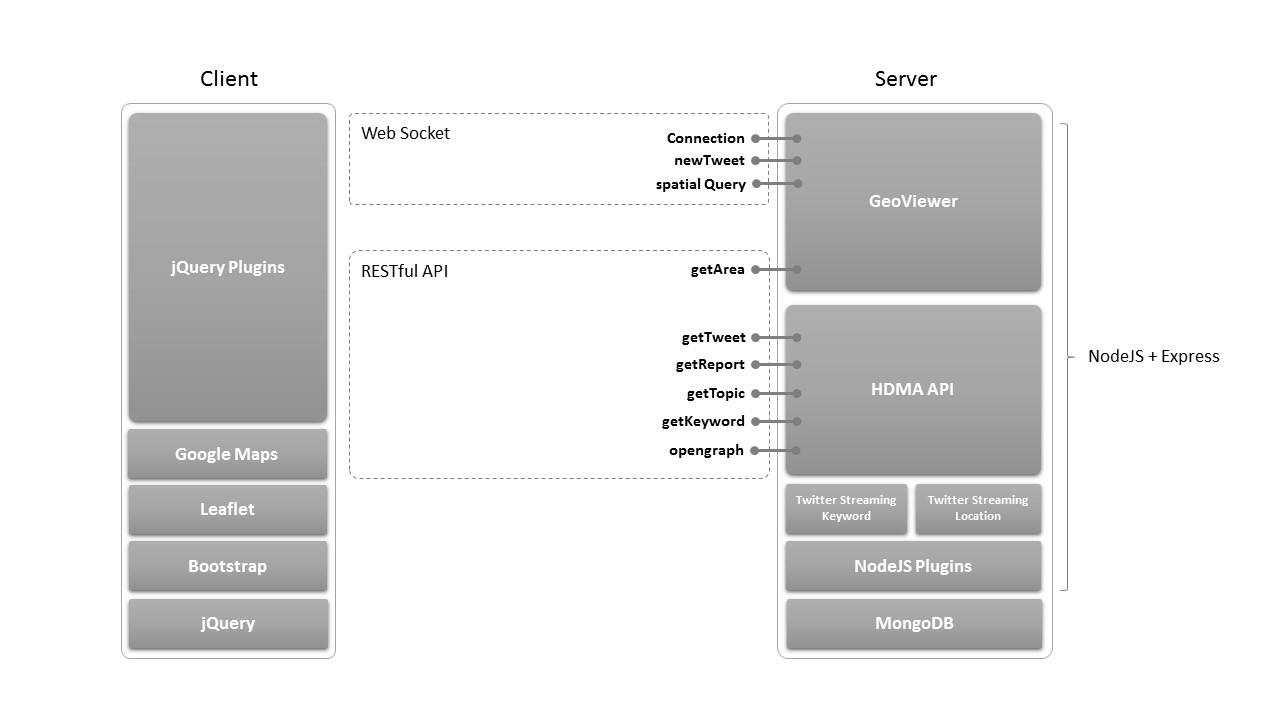 Client
Server
Web Socket
Connection
newTweet
spatial Query
GeoViewer
jQuery Plugins
RESTful API
getArea
getTweet
getReport
getTopic
getKeyword
opengraph
HDMA API
NodeJS + Express
Google Maps
Leaflet
Bootstrap
jQuery
Twitter Streaming
Keyword
Twitter Streaming
Location
NodeJS Plugins
MongoDB